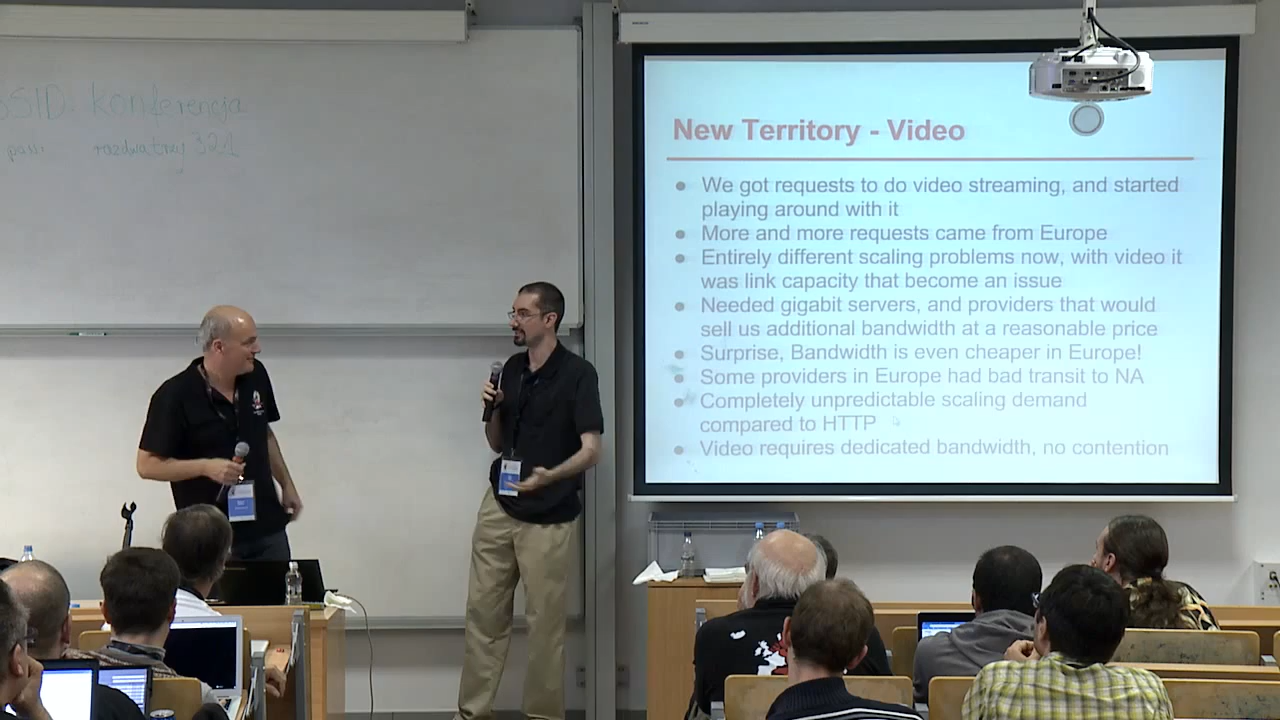 SID: konferencja
razdwatrzy 321
New Territory - Video
We got requests to do video streaming, and started
playing around with it
More and more requests came from Europe
Entirely different scaling problems now, with video it
was link capacity that become an issue
Needed gigabit servers, and providers that would
sell us additional bandwidth at a reasonable price
Surprise, Bandwidth is even cheaper in Europe!
Some providers in Europe had bad transit to NA
Completely unpredictable scaling demand
compared to HTTP
Video requires dedicated bandwidth, no contention